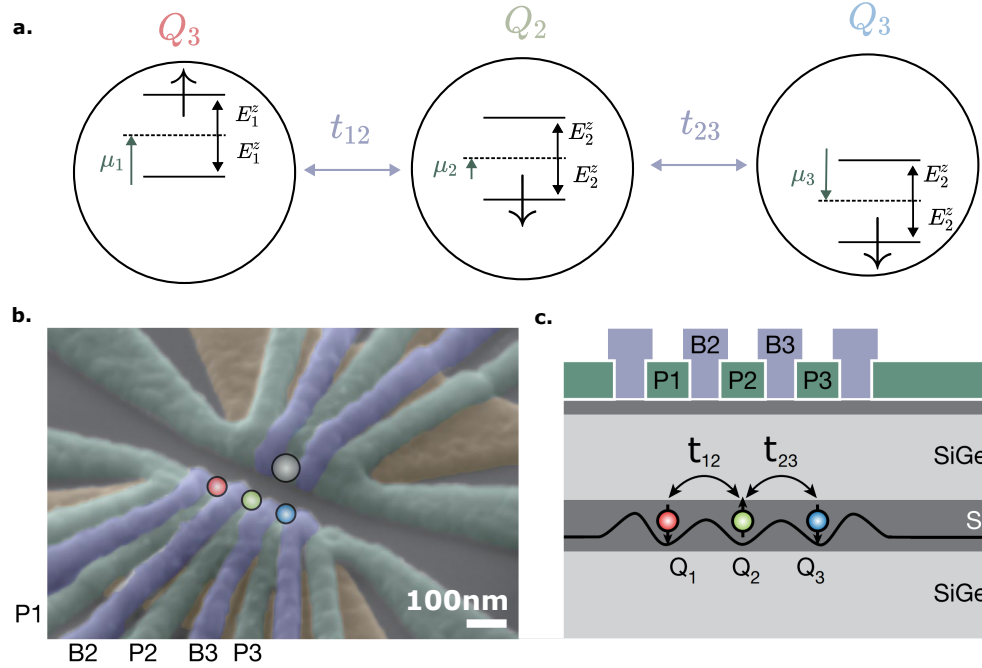 a.
Q₃ Q₂ Q₃
E₁ᶻ
E₁ᶻ
μ₁
t₁₂
E₂ᶻ
E₂ᶻ
μ₂
t₂₃
E₂ᶻ
E₂ᶻ
μ₃
b.
100nm
P1
B2 P2 B3 P3
c.
B2 B3
P1 P2 P3
t₁₂ t₂₃
SiGe
S
Q₁ Q₂ Q₃
SiGe